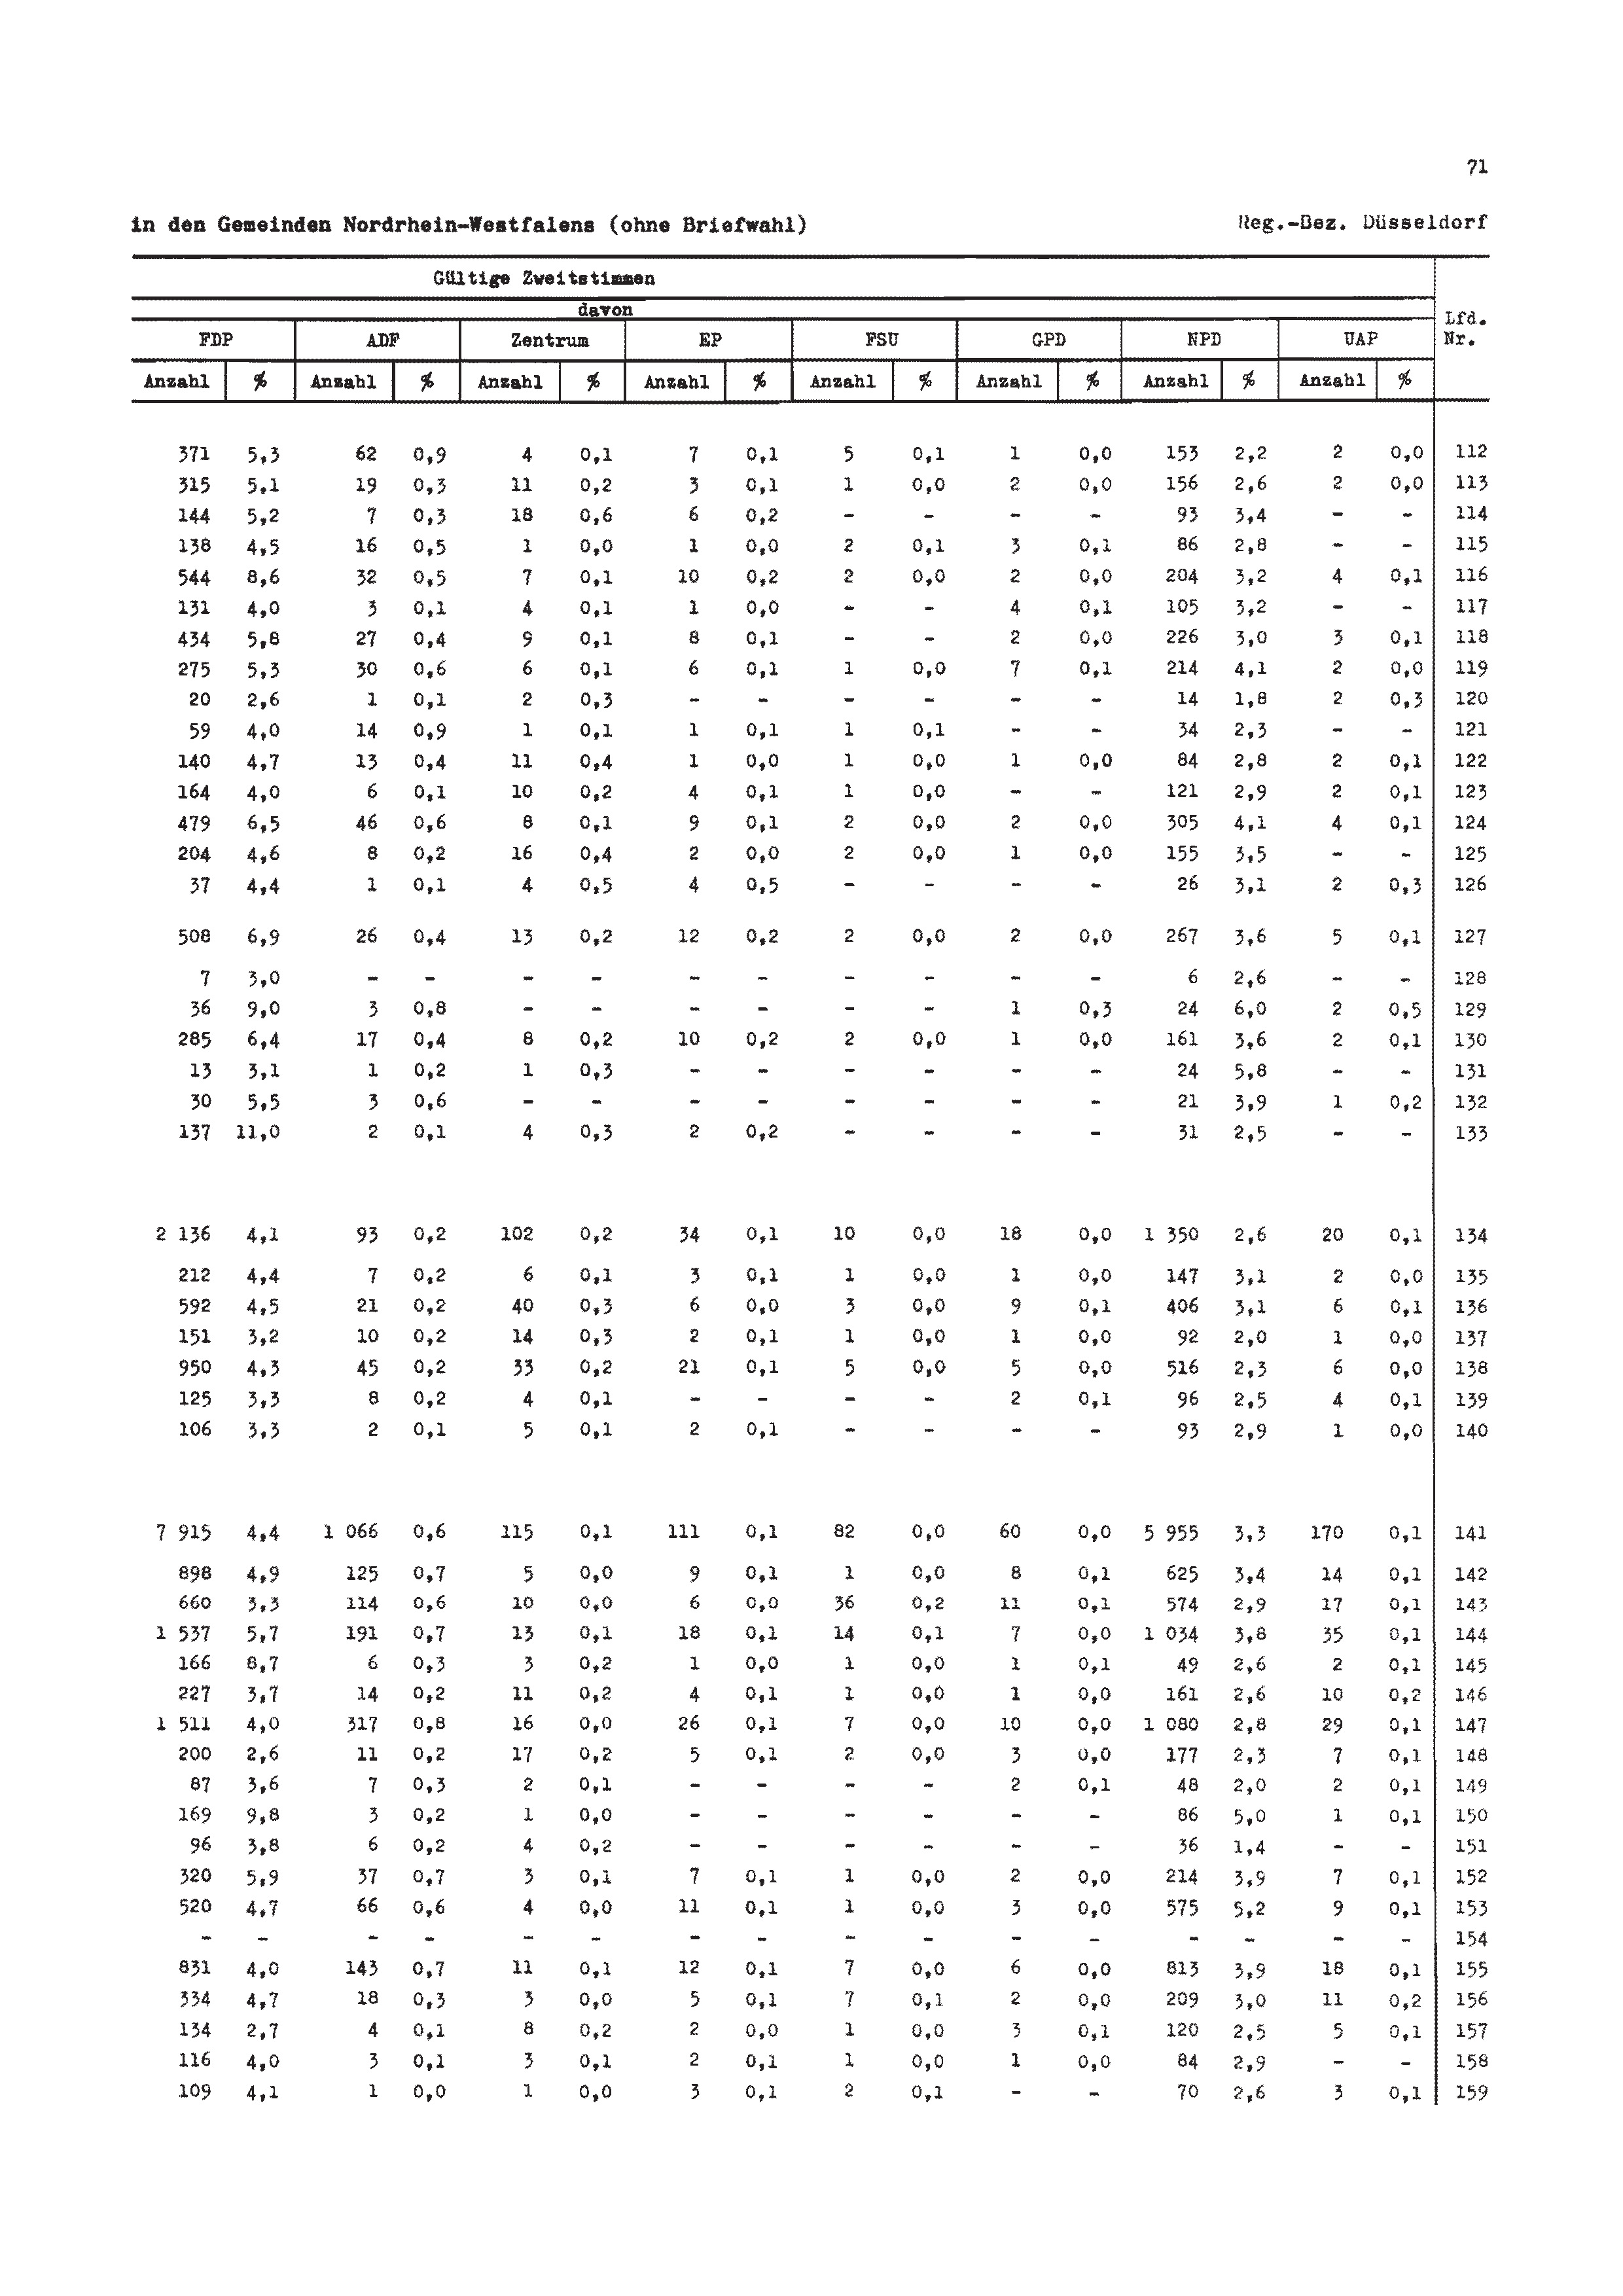 71
in den Gemeinden Nordrhein-Westfalens (ohne Briefwahl) Reg.-Bez. Düsseldorf
Gültige Zweitstimmen
davon
Lfd. Nr.
FDP ADF Zentrum EP FSU GPD NPD UAP
Anzahl % Anzahl % Anzahl % Anzahl % Anzahl % Anzahl % Anzahl % Anzahl %
371 5,3 62 0,9 4 0,1 7 0,1 5 0,1 1 0,0 153 2,2 2 0,0 112
315 5,1 19 0,3 11 0,2 3 0,1 1 0,0 2 0,0 156 2,6 2 0,0 113
144 5,2 7 0,3 18 0,6 6 0,2 - - - - 93 3,4 - - 114
138 4,5 16 0,5 1 0,0 1 0,0 2 0,1 3 0,1 86 2,8 - - 115
544 8,6 32 0,5 7 0,1 10 0,2 2 0,0 2 0,0 204 3,2 4 0,1 116
131 4,0 3 0,1 4 0,1 1 0,0 - - 4 0,1 105 3,2 - - 117
434 5,8 27 0,4 9 0,1 8 0,1 - - 2 0,0 226 3,0 3 0,1 118
275 5,3 30 0,6 6 0,1 6 0,1 1 0,0 7 0,1 214 4,1 2 0,0 119
20 2,6 1 0,1 2 0,3 - - - - - - 14 1,8 2 0,3 120
59 4,0 14 0,9 1 0,1 1 0,1 1 0,1 - - 34 2,3 - - 121
140 4,7 13 0,4 11 0,4 1 0,0 1 0,0 1 0,0 84 2,8 2 0,1 122
164 4,0 6 0,1 10 0,2 4 0,1 1 0,0 - - 121 2,9 2 0,1 123
479 6,5 46 0,6 8 0,1 9 0,1 2 0,0 2 0,0 305 4,1 4 0,1 124
204 4,6 8 0,2 16 0,4 2 0,0 2 0,0 1 0,0 155 3,5 - - 125
37 4,4 1 0,1 4 0,5 4 0,5 - - - - 26 3,1 2 0,3 126
508 6,9 26 0,4 13 0,2 12 0,2 2 0,0 2 0,0 267 3,6 5 0,1 127
7 3,0 - - - - - - - - - - 6 2,6 - - 128
36 9,0 3 0,8 - - - - - - 1 0,3 24 6,0 2 0,5 129
285 6,4 17 0,4 8 0,2 10 0,2 2 0,0 1 0,0 161 3,6 2 0,1 130
13 3,1 1 0,2 1 0,3 - - - - - - 24 5,8 - - 131
30 5,5 3 0,6 - - - - - - - - 21 3,9 1 0,2 132
137 11,0 2 0,1 4 0,3 2 0,2 - - - - 31 2,5 - - 133
2 136 4,1 93 0,2 102 0,2 34 0,1 10 0,0 18 0,0 1 350 2,6 20 0,1 134
212 4,4 7 0,2 6 0,1 3 0,1 1 0,0 1 0,0 147 3,1 2 0,0 135
592 4,5 21 0,2 40 0,3 6 0,0 3 0,0 9 0,1 406 3,1 6 0,1 136
151 3,2 10 0,2 14 0,3 2 0,1 1 0,0 1 0,0 92 2,0 1 0,0 137
950 4,3 45 0,2 33 0,2 21 0,1 5 0,0 5 0,0 516 2,3 6 0,0 138
125 3,3 8 0,2 4 0,1 - - - - 2 0,1 96 2,5 4 0,1 139
106 3,3 2 0,1 5 0,1 2 0,1 - - - - 93 2,9 1 0,0 140
7 915 4,4 1 066 0,6 115 0,1 111 0,1 82 0,0 60 0,0 5 955 3,3 170 0,1 141
898 4,9 125 0,7 5 0,0 9 0,1 1 0,0 8 0,1 625 3,4 14 0,1 142
660 3,3 114 0,6 10 0,0 6 0,0 36 0,2 11 0,1 574 2,9 17 0,1 143
1 537 5,7 191 0,7 13 0,1 18 0,1 14 0,1 7 0,0 1 034 3,8 35 0,1 144
166 8,7 6 0,3 3 0,2 1 0,0 1 0,0 1 0,1 49 2,6 2 0,1 145
227 3,7 14 0,2 11 0,2 4 0,1 1 0,0 1 0,0 161 2,6 10 0,2 146
1 511 4,0 317 0,8 16 0,0 26 0,1 7 0,0 10 0,0 1 080 2,8 29 0,1 147
200 2,6 11 0,2 17 0,2 5 0,1 2 0,0 3 0,0 177 2,3 7 0,1 148
87 3,6 7 0,3 2 0,1 - - - - 2 0,1 48 2,0 2 0,1 149
169 9,8 3 0,2 1 0,0 - - - - - - 86 5,0 1 0,1 150
96 3,8 6 0,2 4 0,2 - - - - - - 36 1,4 - - 151
320 5,9 37 0,7 3 0,1 7 0,1 1 0,0 2 0,0 214 3,9 7 0,1 152
520 4,7 66 0,6 4 0,0 11 0,1 1 0,0 3 0,0 575 5,2 9 0,1 153
- - - - - - - - - - - - - - - - 154
831 4,0 143 0,7 11 0,1 12 0,1 7 0,0 6 0,0 813 3,9 18 0,1 155
334 4,7 18 0,3 3 0,0 5 0,1 7 0,1 2 0,0 209 3,0 11 0,2 156
134 2,7 4 0,1 8 0,2 2 0,0 1 0,0 3 0,1 120 2,5 5 0,1 157
116 4,0 3 0,1 3 0,1 2 0,1 1 0,0 1 0,0 84 2,9 - - 158
109 4,1 1 0,0 1 0,0 3 0,1 2 0,1 - - 70 2,6 3 0,1 159